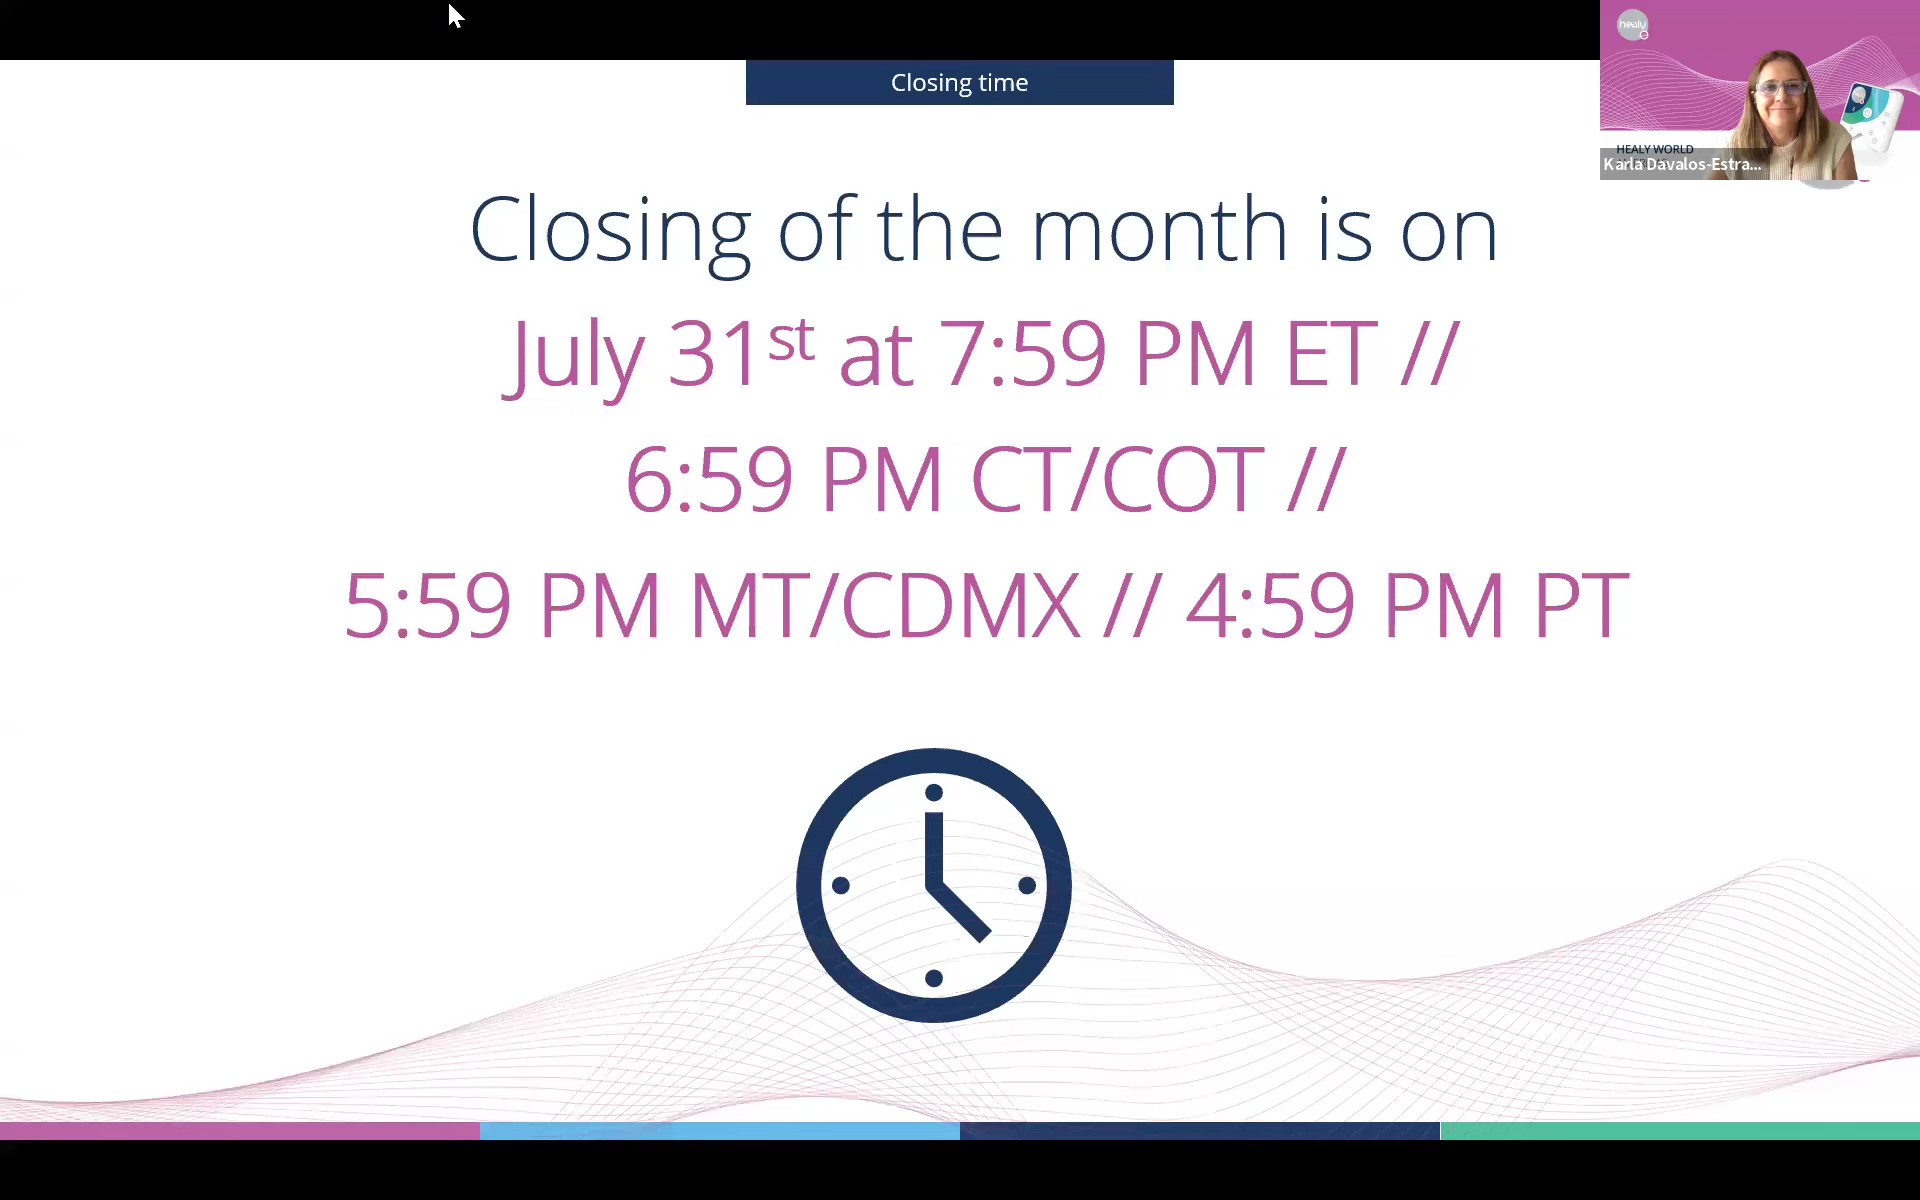 Closing time
healy
HEALY WORLD
Karla Davalos-Estra...
Closing of the month is on
July 31st at 7:59 PM ET //
6:59 PM CT/COT //
5:59 PM MT/CDMX // 4:59 PM PT